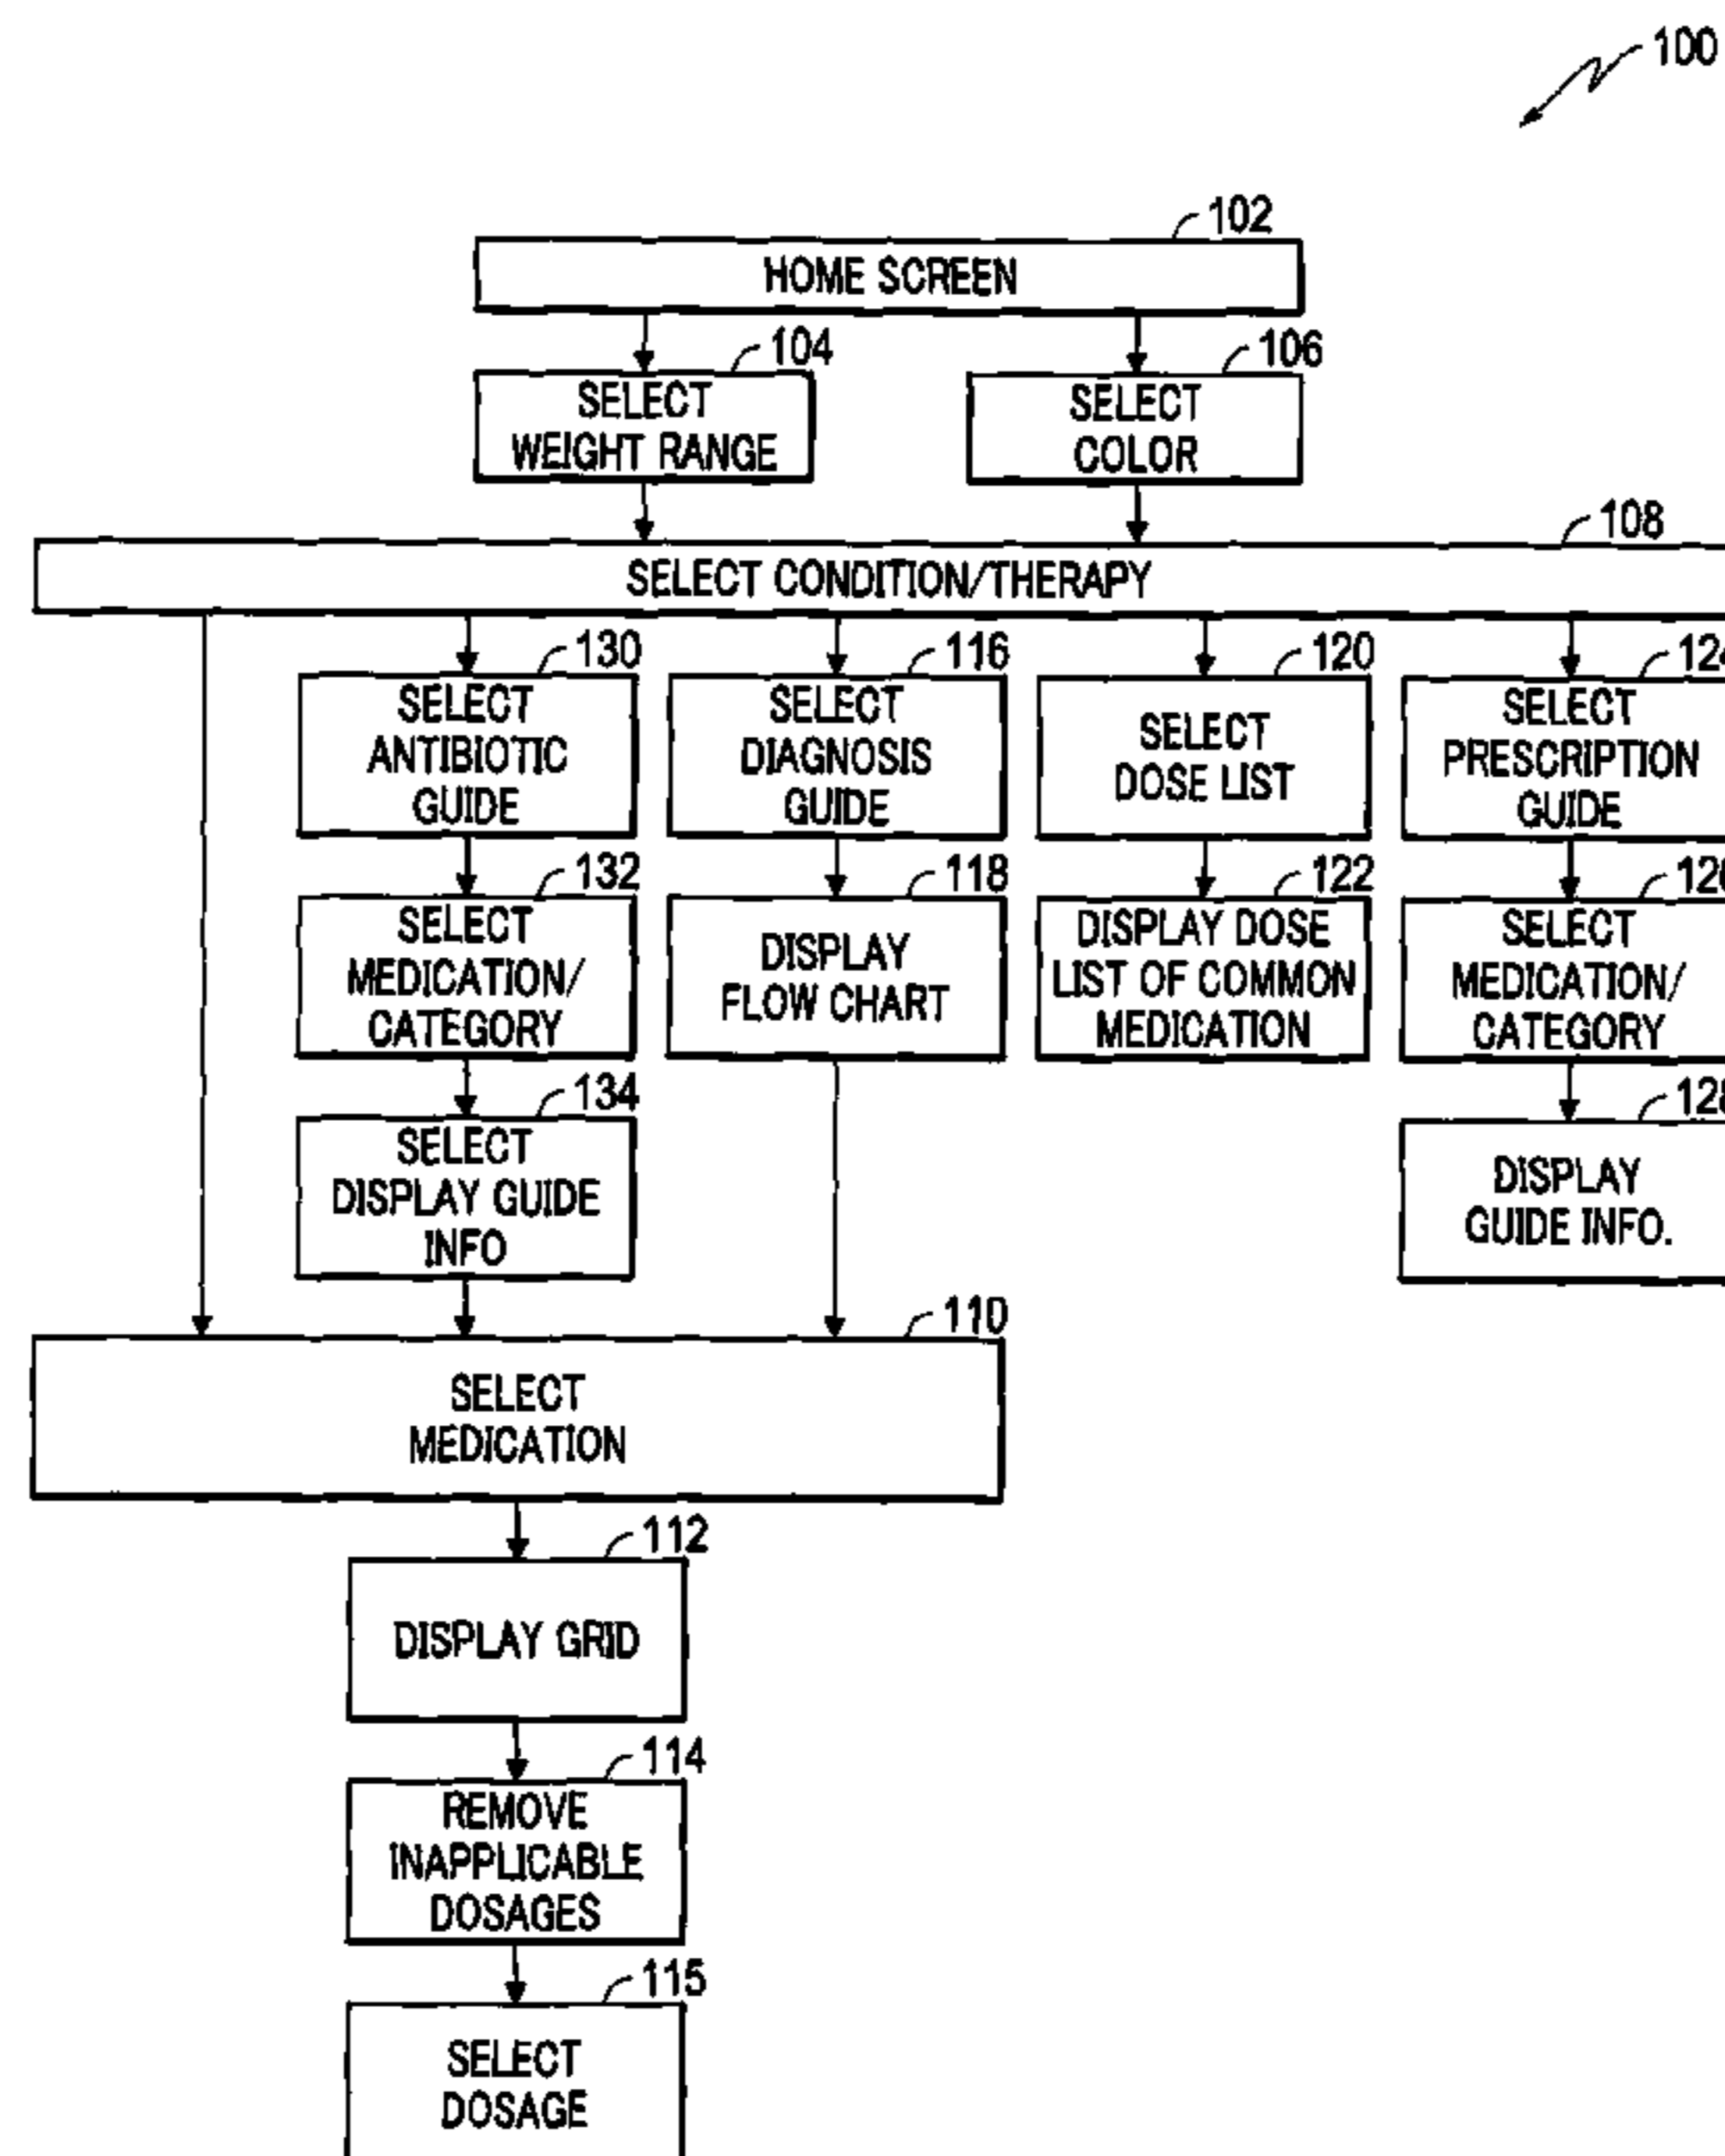 100
102
HOME SCREEN
104
106
SELECT
WEIGHT RANGE
SELECT
COLOR
108
SELECT CONDITION/THERAPY
130
116
120
SELECT
ANTIBIOTIC
GUIDE
SELECT
DIAGNOSIS
GUIDE
SELECT
DOSE LIST
SELECT
PRESCRIPTION
GUIDE
132
118
122
SELECT
MEDICATION/
CATEGORY
DISPLAY
FLOW CHART
DISPLAY DOSE
LIST OF COMMON
MEDICATION
SELECT
MEDICATION/
CATEGORY
134
SELECT
DISPLAY GUIDE
INFO
DISPLAY
GUIDE INFO.
110
SELECT
MEDICATION
112
DISPLAY GRID
114
REMOVE
INAPPLICABLE
DOSAGES
115
SELECT
DOSAGE